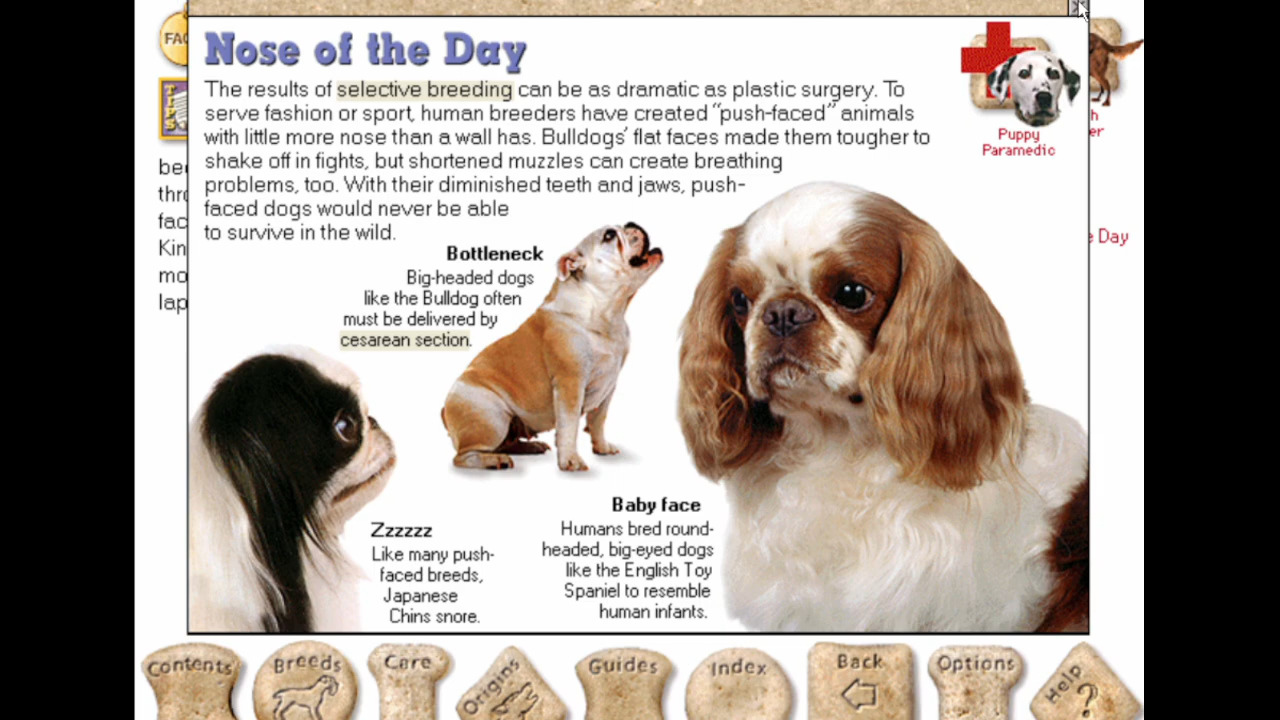 Nose of the Day
The results of selective breeding can be as dramatic as plastic surgery. To
serve fashion or sport, human breeders have created “push-faced” animals
with little more nose than a wall has. Bulldogs’ flat faces made them tougher to
shake off in fights, but shortened muzzles can create breathing
problems, too. With their diminished teeth and jaws, push-
faced dogs would never be able
to survive in the wild.
Puppy
Paramedic
Bottleneck
Big-headed dogs
like the Bulldog often
must be delivered by
cesarean section.
Zzzzzz
Like many push-
faced breeds,
Japanese
Chins snore.
Baby face
Humans bred round-
headed, big-eyed dogs
like the English Toy
Spaniel to resemble
human infants.
TIPS
Day
Contents
Breeds
Care
Origins
Guides
Index
Back
Options
Help
?